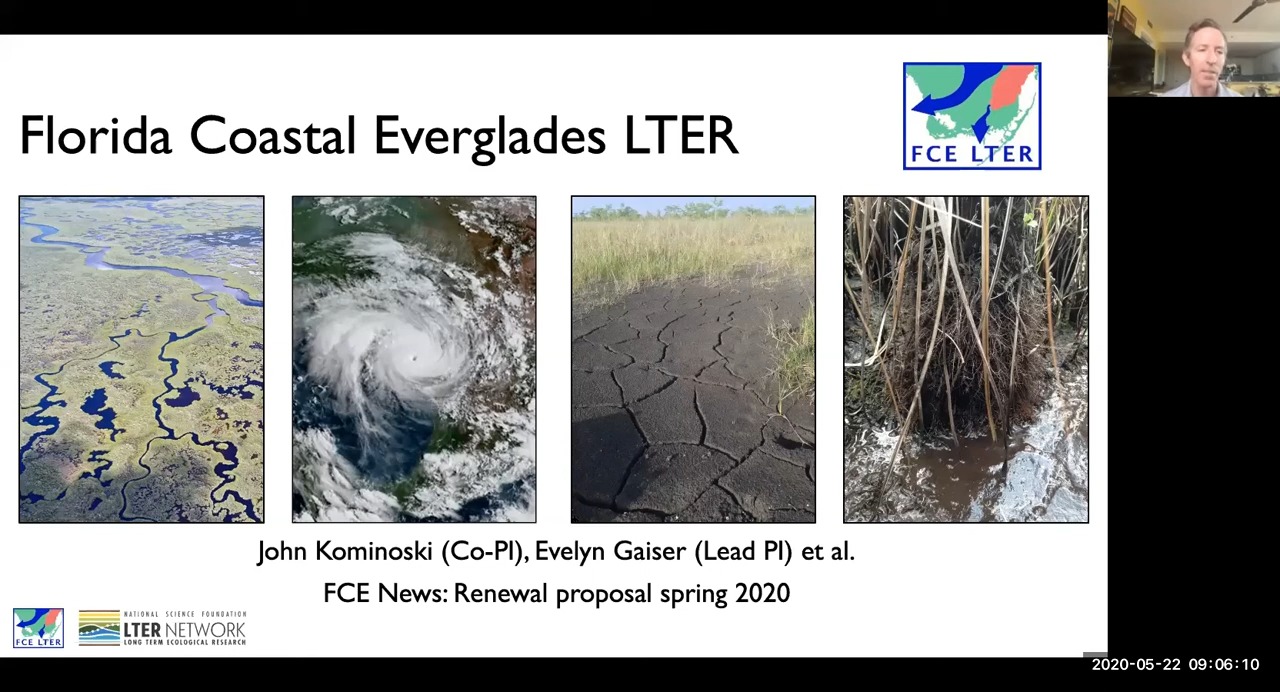 Florida Coastal Everglades LTER
FCE LTER
John Kominoski (Co-PI), Evelyn Gaiser (Lead PI) et al.
FCE News: Renewal proposal spring 2020
FCE LTER
NATIONAL SCIENCE FOUNDATION
LTER NETWORK
LONG TERM ECOLOGICAL RESEARCH
2020-05-22 09:06:10